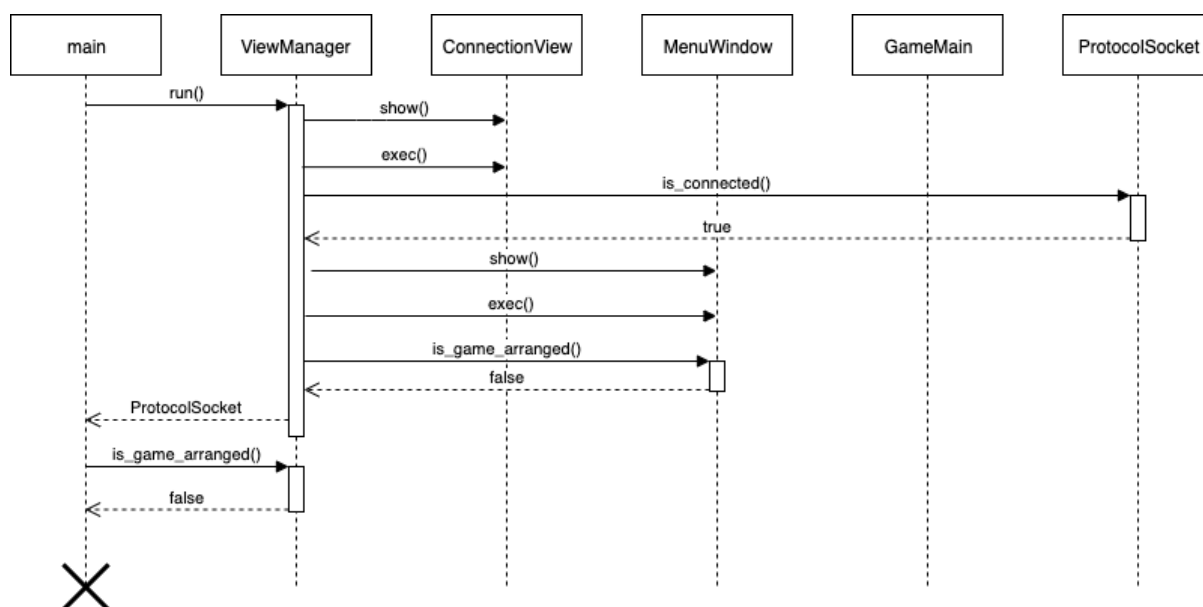 main
ViewManager
ConnectionView
MenuWindow
GameMain
ProtocolSocket
run()
show()
exec()
is_connected()
true
show()
exec()
is_game_arranged()
false
ProtocolSocket
is_game_arranged()
false